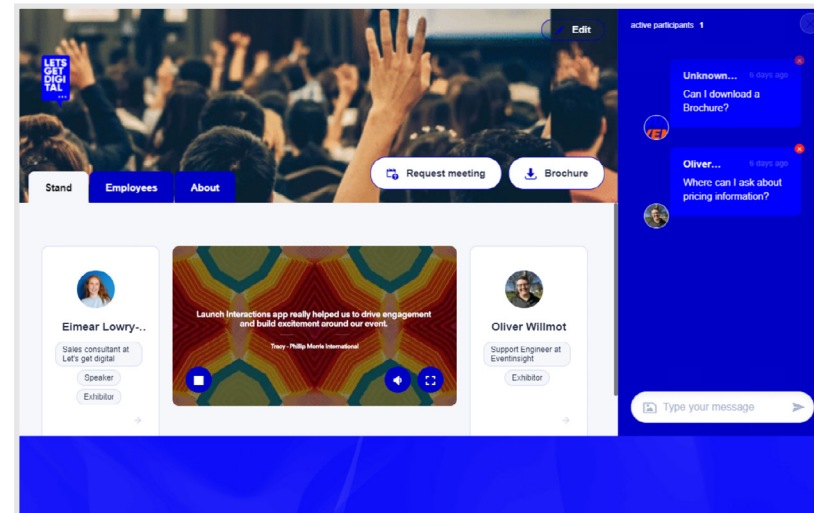 Edit
LETS
GET
DIGI
TAL
...
Stand
Employees
About
Request meeting
Brochure
Eimear Lowry-..
Sales consultant at
Let's get digital
Speaker
Exhibitor
Launch Interactions app really helped us to drive engagement
and build excitement around our event.
Tracy - Phillip Morris International
Oliver Willmot
Support Engineer at
Eventinsight
Exhibitor
active participants 1
Unknown... 6 days ago
Can I download a
Brochure?
Oliver... 6 days ago
Where can I ask about
pricing information?
Type your message